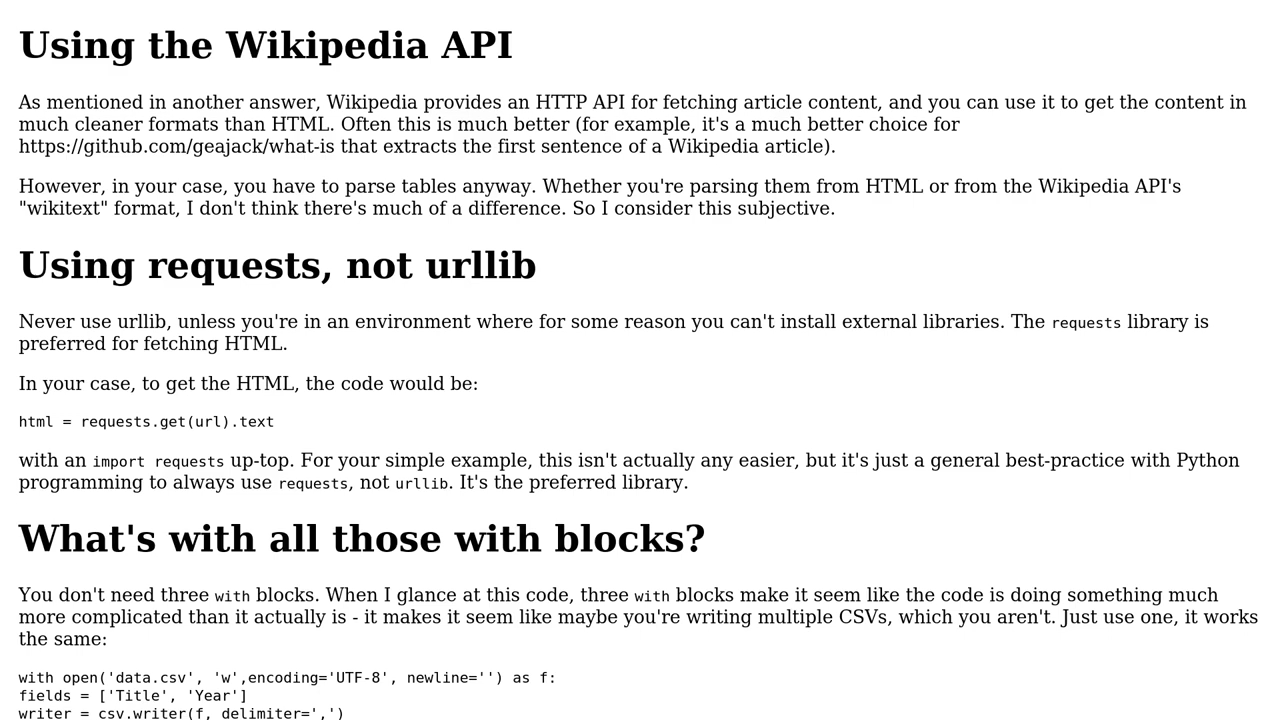 Using the Wikipedia API
As mentioned in another answer, Wikipedia provides an HTTP API for fetching article content, and you can use it to get the content in
much cleaner formats than HTML. Often this is much better (for example, it's a much better choice for
https://github.com/geajack/what-is that extracts the first sentence of a Wikipedia article).
However, in your case, you have to parse tables anyway. Whether you're parsing them from HTML or from the Wikipedia API's
"wikitext" format, I don't think there's much of a difference. So I consider this subjective.
Using requests, not urllib
Never use urllib, unless you're in an environment where for some reason you can't install external libraries. The requests library is
preferred for fetching HTML.
In your case, to get the HTML, the code would be:
html = requests.get(url).text
with an import requests up-top. For your simple example, this isn't actually any easier, but it's just a general best-practice with Python
programming to always use requests, not urllib. It's the preferred library.
What's with all those with blocks?
You don't need three with blocks. When I glance at this code, three with blocks make it seem like the code is doing something much
more complicated than it actually is - it makes it seem like maybe you're writing multiple CSVs, which you aren't. Just use one, it works
the same:
with open('data.csv', 'w',encoding='UTF-8', newline='') as f:
fields = ['Title', 'Year']
writer = csv.writer(f, delimiter=',')